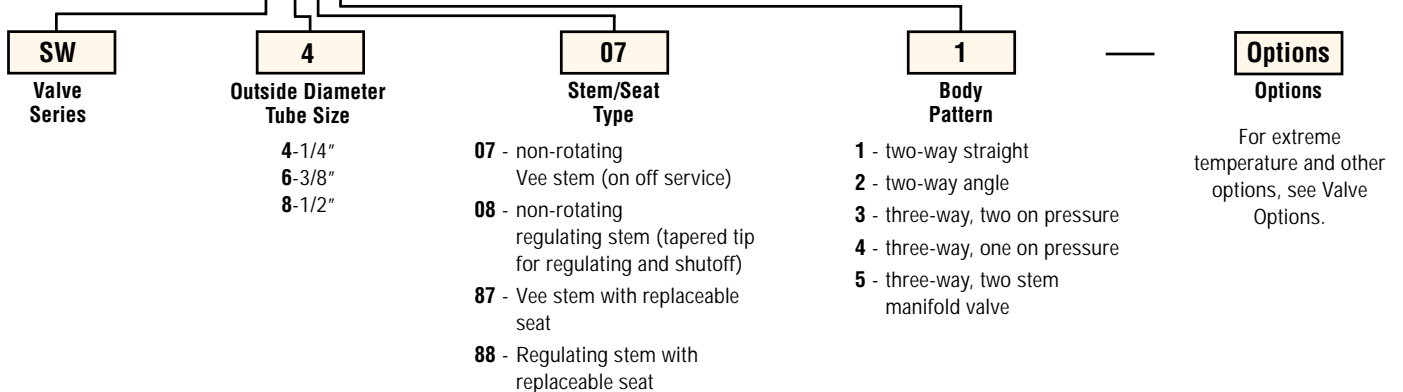 SW
Valve
Series
4
Outside Diameter
Tube Size
4-1/4"
6-3/8"
8-1/2"
07
Stem/Seat
Type
07 - non-rotating
Vee stem (on off service)
08 - non-rotating
regulating stem (tapered tip
for regulating and shutoff)
87 - Vee stem with replaceable
seat
88 - Regulating stem with
replaceable seat
1
Body
Pattern
1 - two-way straight
2 - two-way angle
3 - three-way, two on pressure
4 - three-way, one on pressure
5 - three-way, two stem
manifold valve
—
Options
Options
For extreme
temperature and other
options, see Valve
Options.